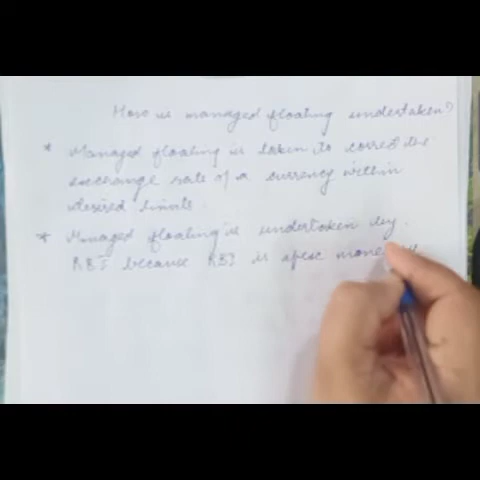 How is managed floating undertaken?
* Managed floating is taken to correct the
exchange rate of a currency within
desired limits.
* Managed floating is undertaken by
RBI because RBI is apex